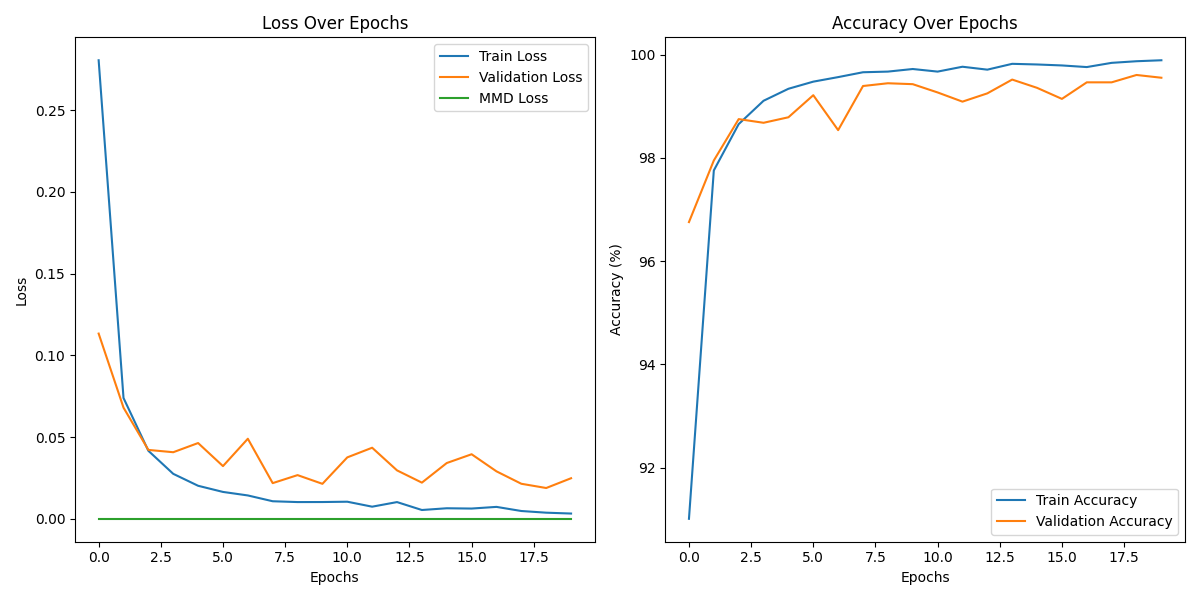 Loss Over Epochs
Train Loss
Validation Loss
MMD Loss
0.25
0.20
0.15
0.10
0.05
0.00
Loss
0.0 2.5 5.0 7.5 10.0 12.5 15.0 17.5
Epochs
Accuracy Over Epochs
100
98
96
94
92
Accuracy (%)
Train Accuracy
Validation Accuracy
0.0 2.5 5.0 7.5 10.0 12.5 15.0 17.5
Epochs